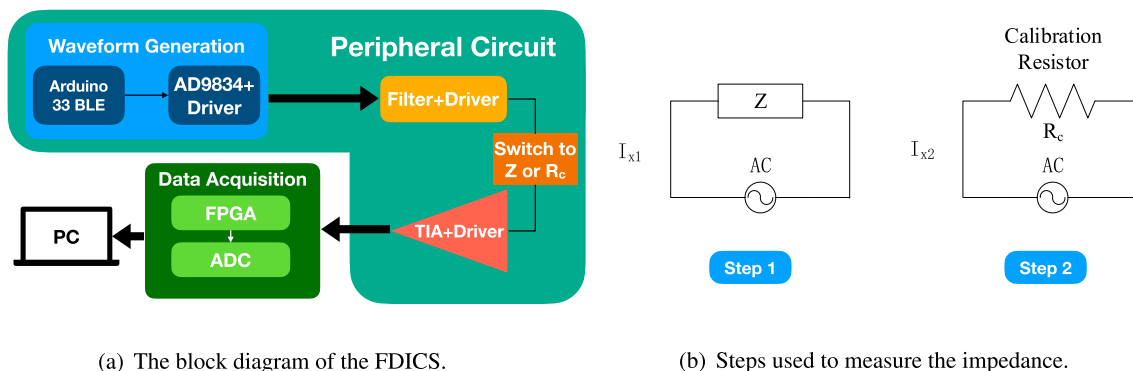 Waveform Generation
Peripheral Circuit
Arduino
33 BLE
AD9834+
Driver
Filter+Driver
Switch to
Z or Rc
Data Acquisition
FPGA
ADC
TIA+Driver
PC
Z
Ix1
AC
Step 1
Calibration
Resistor
Rc
Ix2
AC
Step 2
(a) The block diagram of the FDICS.
(b) Steps used to measure the impedance.